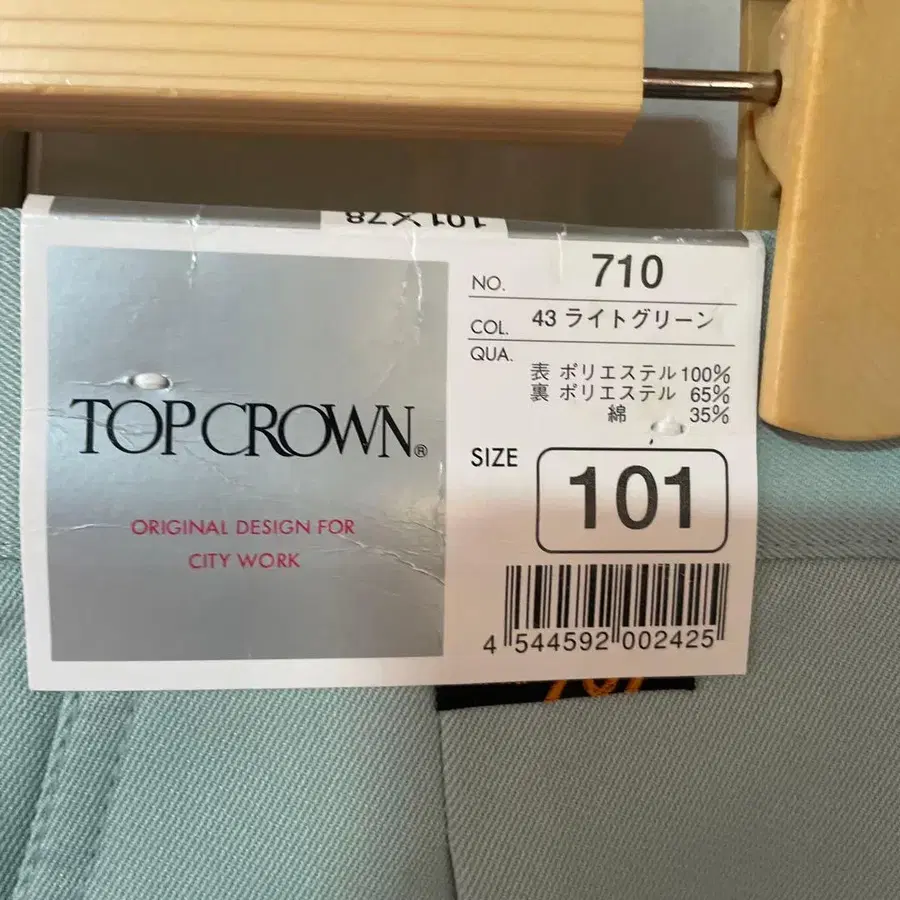 101×78
TOP CROWN®
ORIGINAL DESIGN FOR
CITY WORK
NO. 710
COL. 43 ライトグリーン
QUA.
表 ポリエステル 100%
裏 ポリエステル 65%
綿 35%
SIZE 101
4 544592 002425